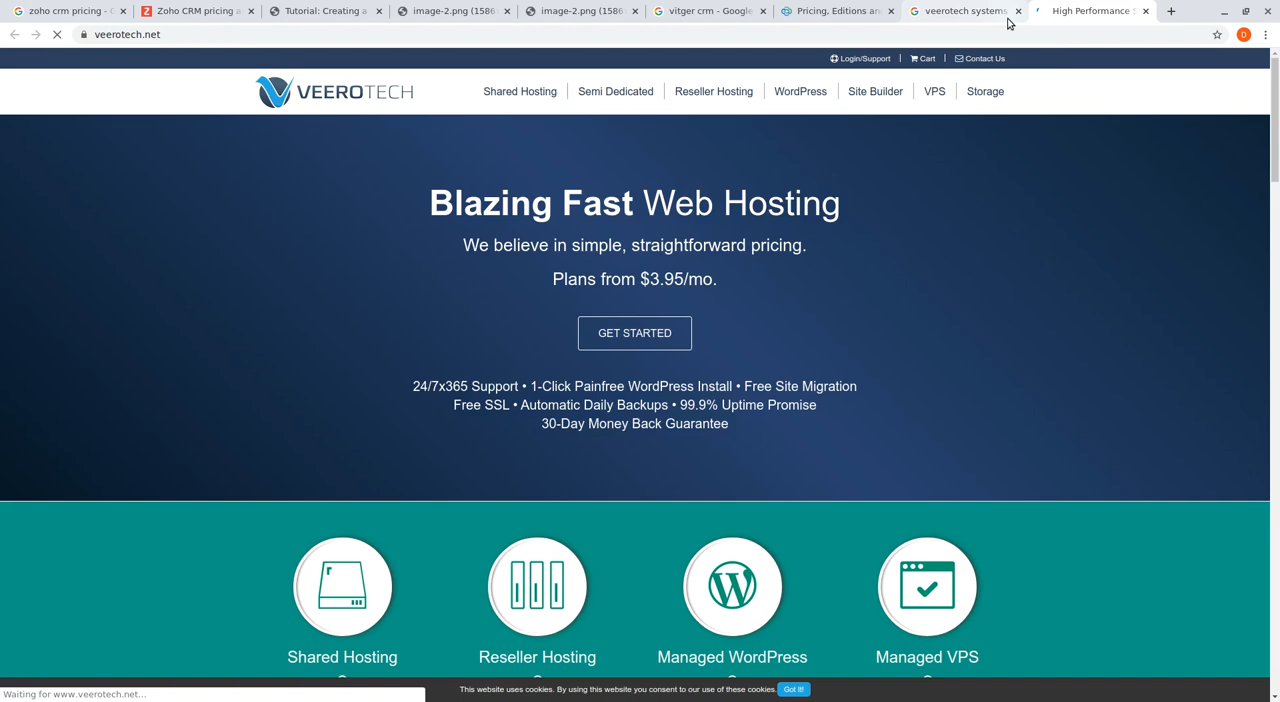 zoho crm pricing - G
Zoho CRM pricing a
Tutorial: Creating a
image-2.png (1586
image-2.png (1586
vitger crm - Google
Pricing, Editions an
veerotech systems
High Performance S
veerotech.net
D
Login/Support
Cart
Contact Us
VEEROTECH
Shared Hosting
Semi Dedicated
Reseller Hosting
WordPress
Site Builder
VPS
Storage
Blazing Fast Web Hosting
We believe in simple, straightforward pricing.
Plans from $3.95/mo.
GET STARTED
24/7x365 Support • 1-Click Painfree WordPress Install • Free Site Migration
Free SSL • Automatic Daily Backups • 99.9% Uptime Promise
30-Day Money Back Guarantee
Shared Hosting
Reseller Hosting
Managed WordPress
Managed VPS
This website uses cookies. By using this website you consent to our use of these cookies.
Got It!
Waiting for www.veerotech.net...